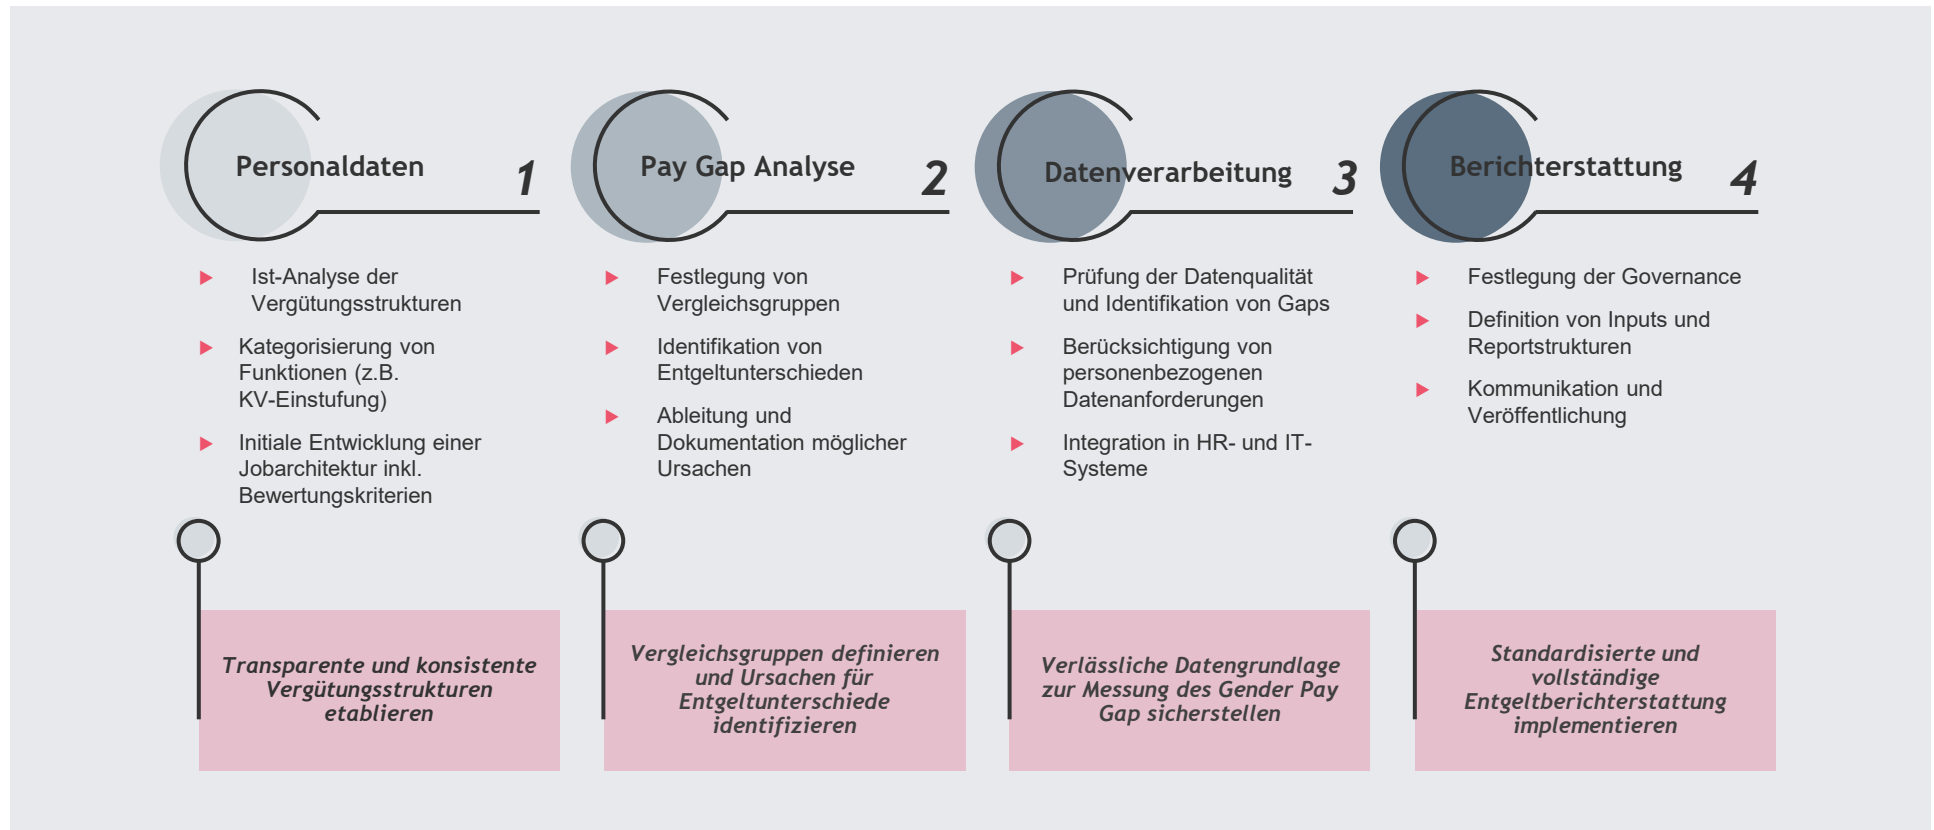 Personaldaten
1
Ist-Analyse der
Vergütungsstrukturen
Kategorisierung von
Funktionen (z.B.
KV-Einstufung)
Initiale Entwicklung einer
Jobarchitektur inkl.
Bewertungskriterien
Transparente und konsistente
Vergütungsstrukturen
etablieren
Pay Gap Analyse
2
Festlegung von
Vergleichsgruppen
Identifikation von
Entgeltunterschieden
Ableitung und
Dokumentation möglicher
Ursachen
Vergleichsgruppen definieren
und Ursachen für
Entgeltunterschiede
identifizieren
Datenverarbeitung
3
Prüfung der Datenqualität
und Identifikation von Gaps
Berücksichtigung von
personenbezogenen
Datenanforderungen
Integration in HR- und IT-
Systeme
Verlässliche Datengrundlage
zur Messung des Gender Pay
Gap sicherstellen
Berichterstattung
4
Festlegung der Governance
Definition von Inputs und
Reportstrukturen
Kommunikation und
Veröffentlichung
Standardisierte und
vollständige
Entgeltberichterstattung
implementieren